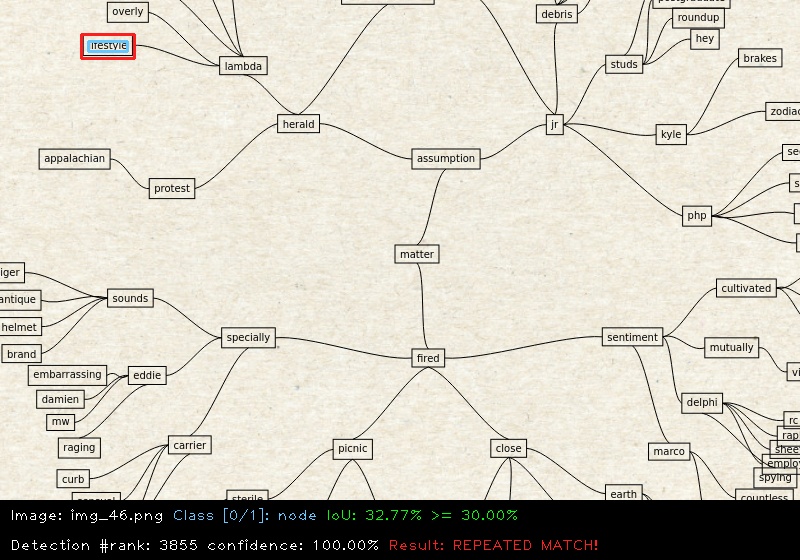 overly
lifestyle
lambda
debris
roundup
hey
studs
brakes
herald
jr
kyle
appalachian
assumption
protest
php
matter
cultivated
sounds
antique
helmet
specially
sentiment
mutually
brand
fired
embarrassing
eddie
damien
delphi
mw
raging
carrier
picnic
close
marco
curb
spying
sterile
earth
countless
Image: img_46.png Class [0/1]: node IoU: 32.77% >= 30.00%
Detection #rank: 3855 confidence: 100.00% Result: REPEATED MATCH!